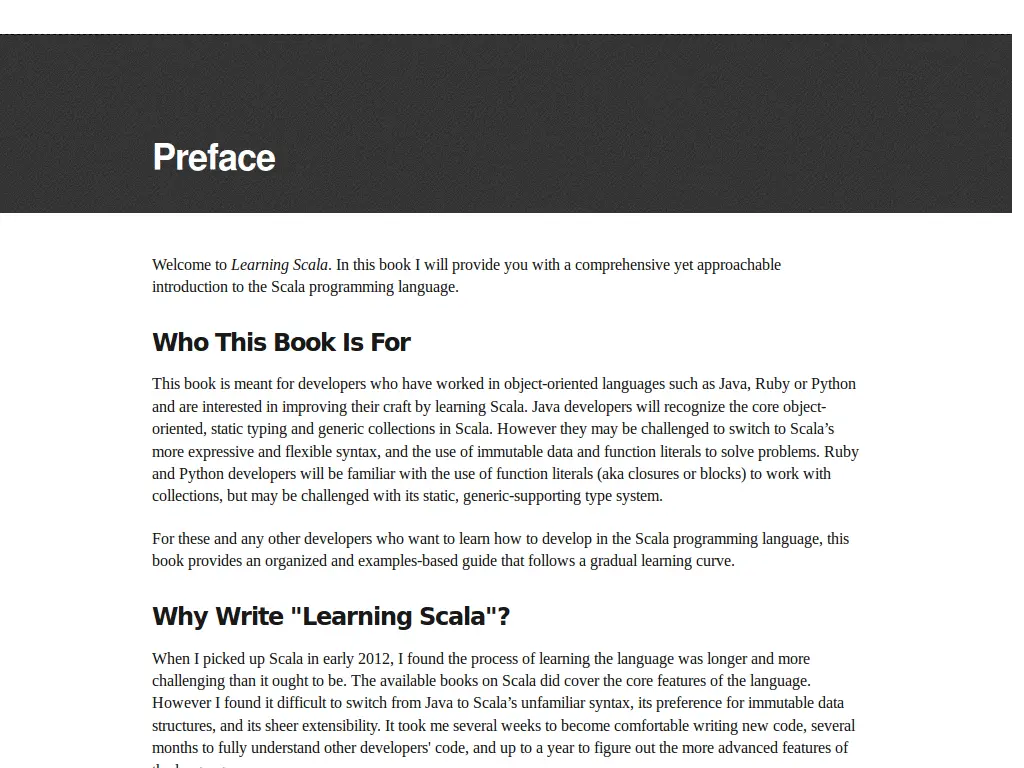 Preface
Welcome to Learning Scala. In this book I will provide you with a comprehensive yet approachable
introduction to the Scala programming language.
Who This Book Is For
This book is meant for developers who have worked in object-oriented languages such as Java, Ruby or Python
and are interested in improving their craft by learning Scala. Java developers will recognize the core object-
oriented, static typing and generic collections in Scala. However they may be challenged to switch to Scala’s
more expressive and flexible syntax, and the use of immutable data and function literals to solve problems. Ruby
and Python developers will be familiar with the use of function literals (aka closures or blocks) to work with
collections, but may be challenged with its static, generic-supporting type system.
For these and any other developers who want to learn how to develop in the Scala programming language, this
book provides an organized and examples-based guide that follows a gradual learning curve.
Why Write "Learning Scala"?
When I picked up Scala in early 2012, I found the process of learning the language was longer and more
challenging than it ought to be. The available books on Scala did cover the core features of the language.
However I found it difficult to switch from Java to Scala’s unfamiliar syntax, its preference for immutable data
structures, and its sheer extensibility. It took me several weeks to become comfortable writing new code, several
months to fully understand other developers' code, and up to a year to figure out the more advanced features of